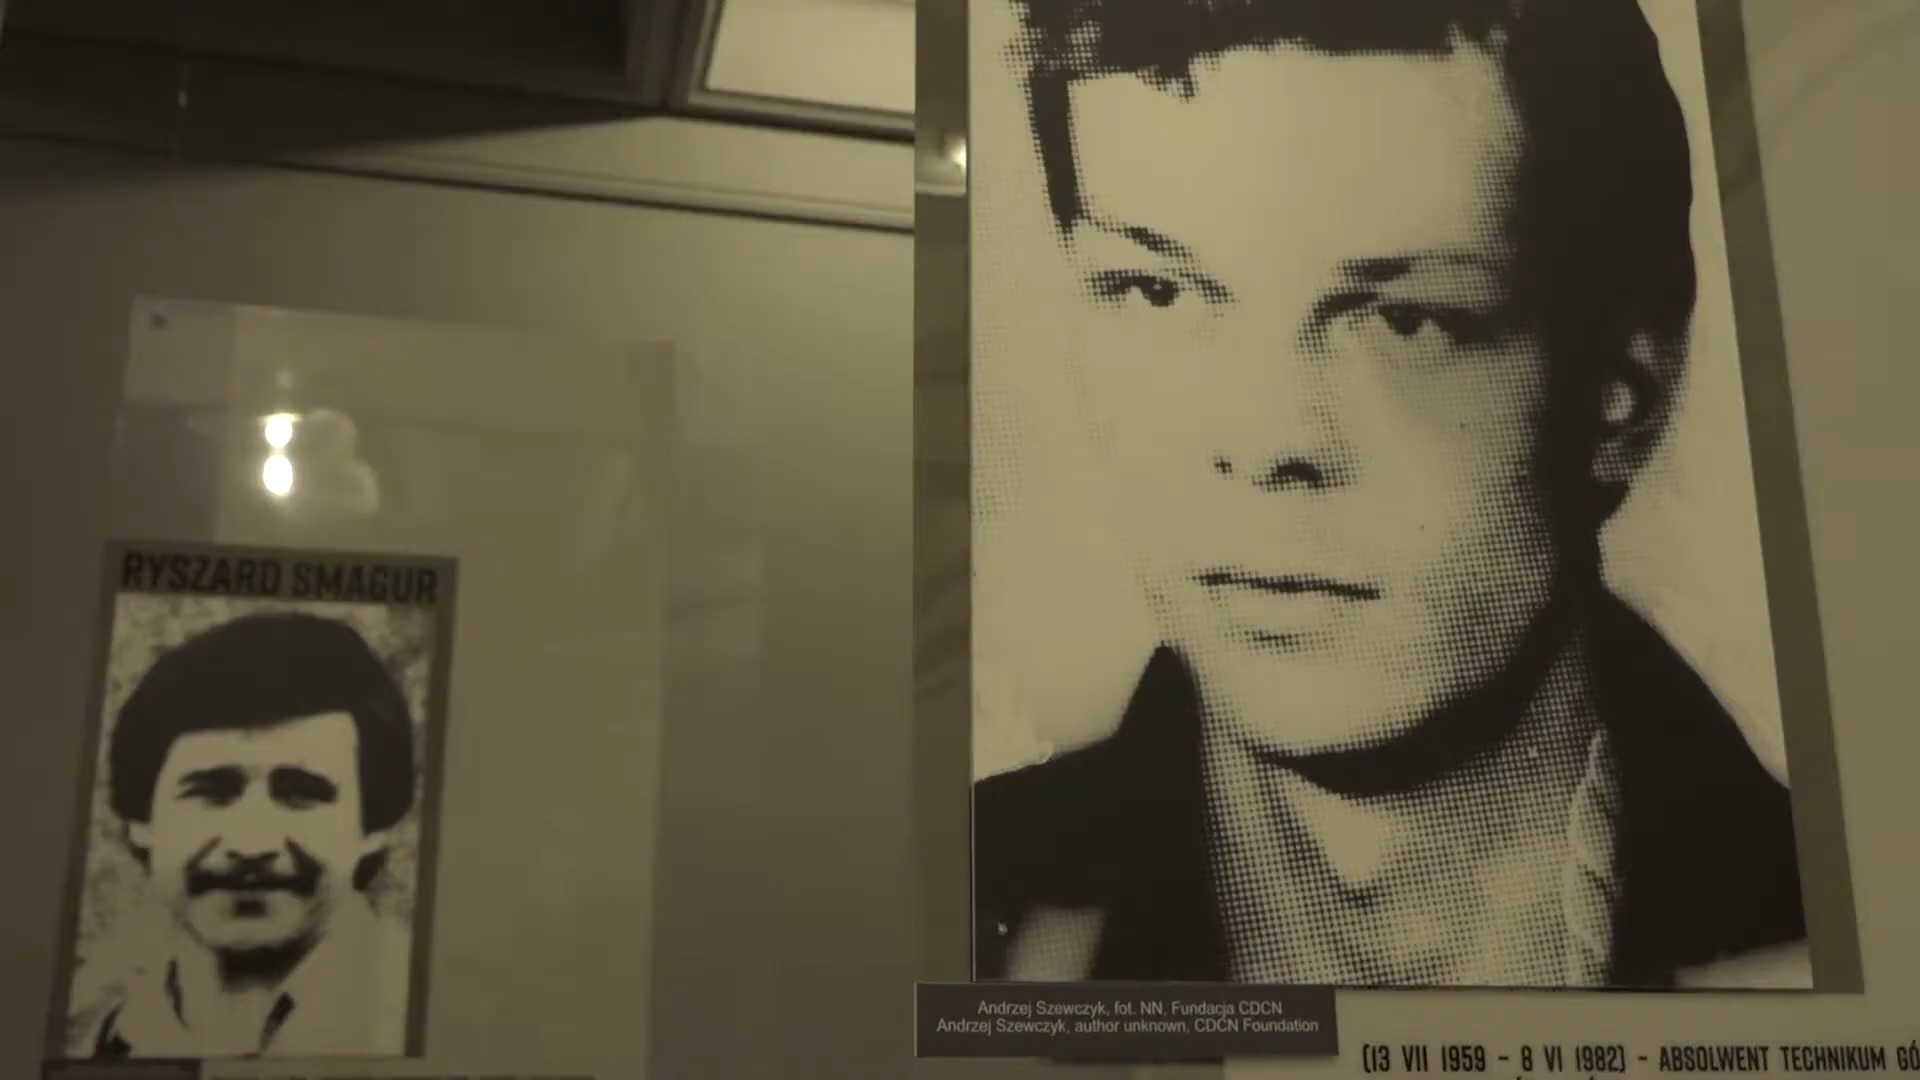 RYSZARD SMAGUR
Andrzej Szewczyk, fot. NN, Fundacja CDCN
Andrzej Szewczyk, author unknown, CDCN Foundation
(13 VII 1959 – 8 VI 1982) – ABSOLWENT TECHNIKUM GÓ